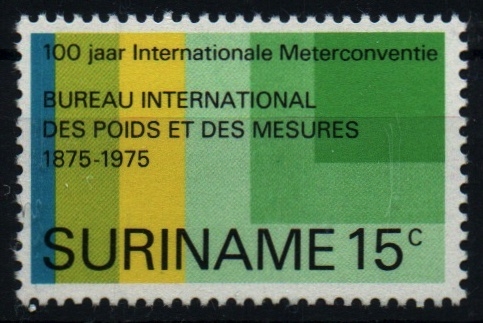 100 jaar Internationale Meterconventie
BUREAU INTERNATIONAL
DES POIDS ET DES MESURES
1875-1975
SURINAME 15c